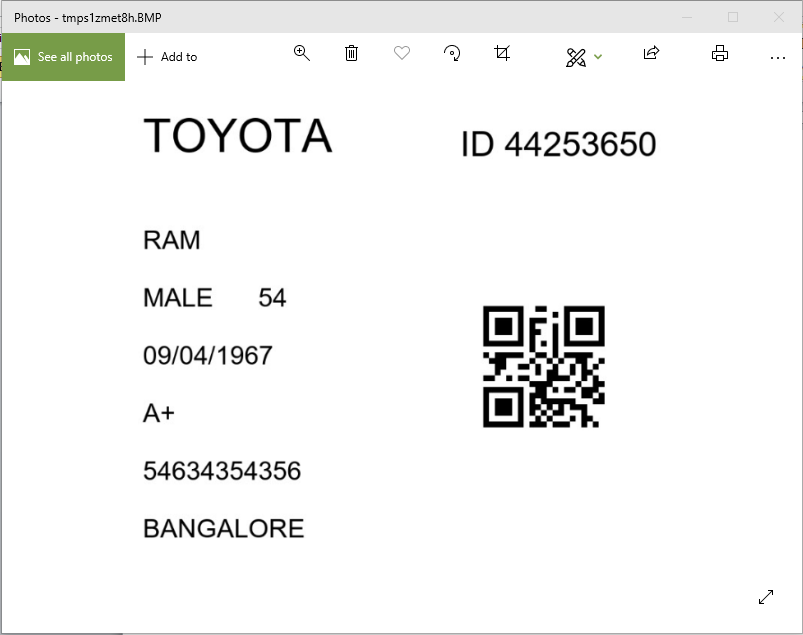 Photos - tmps1zmet8h.BMP
See all photos
Add to
TOYOTA
ID 44253650
RAM
MALE 54
09/04/1967
A+
54634354356
BANGALORE